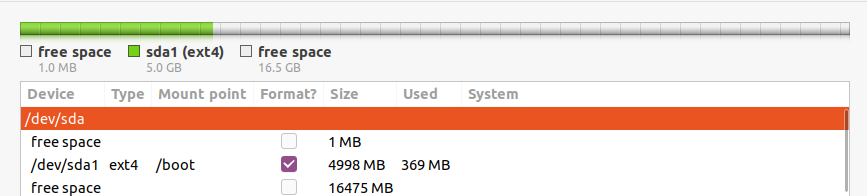 free space sda1 (ext4) free space
1.0 MB 5.0 GB 16.5 GB
Device Type Mount point Format? Size Used System
/dev/sda
free space 1 MB
/dev/sda1 ext4 /boot 4998 MB 369 MB
free space 16475 MB